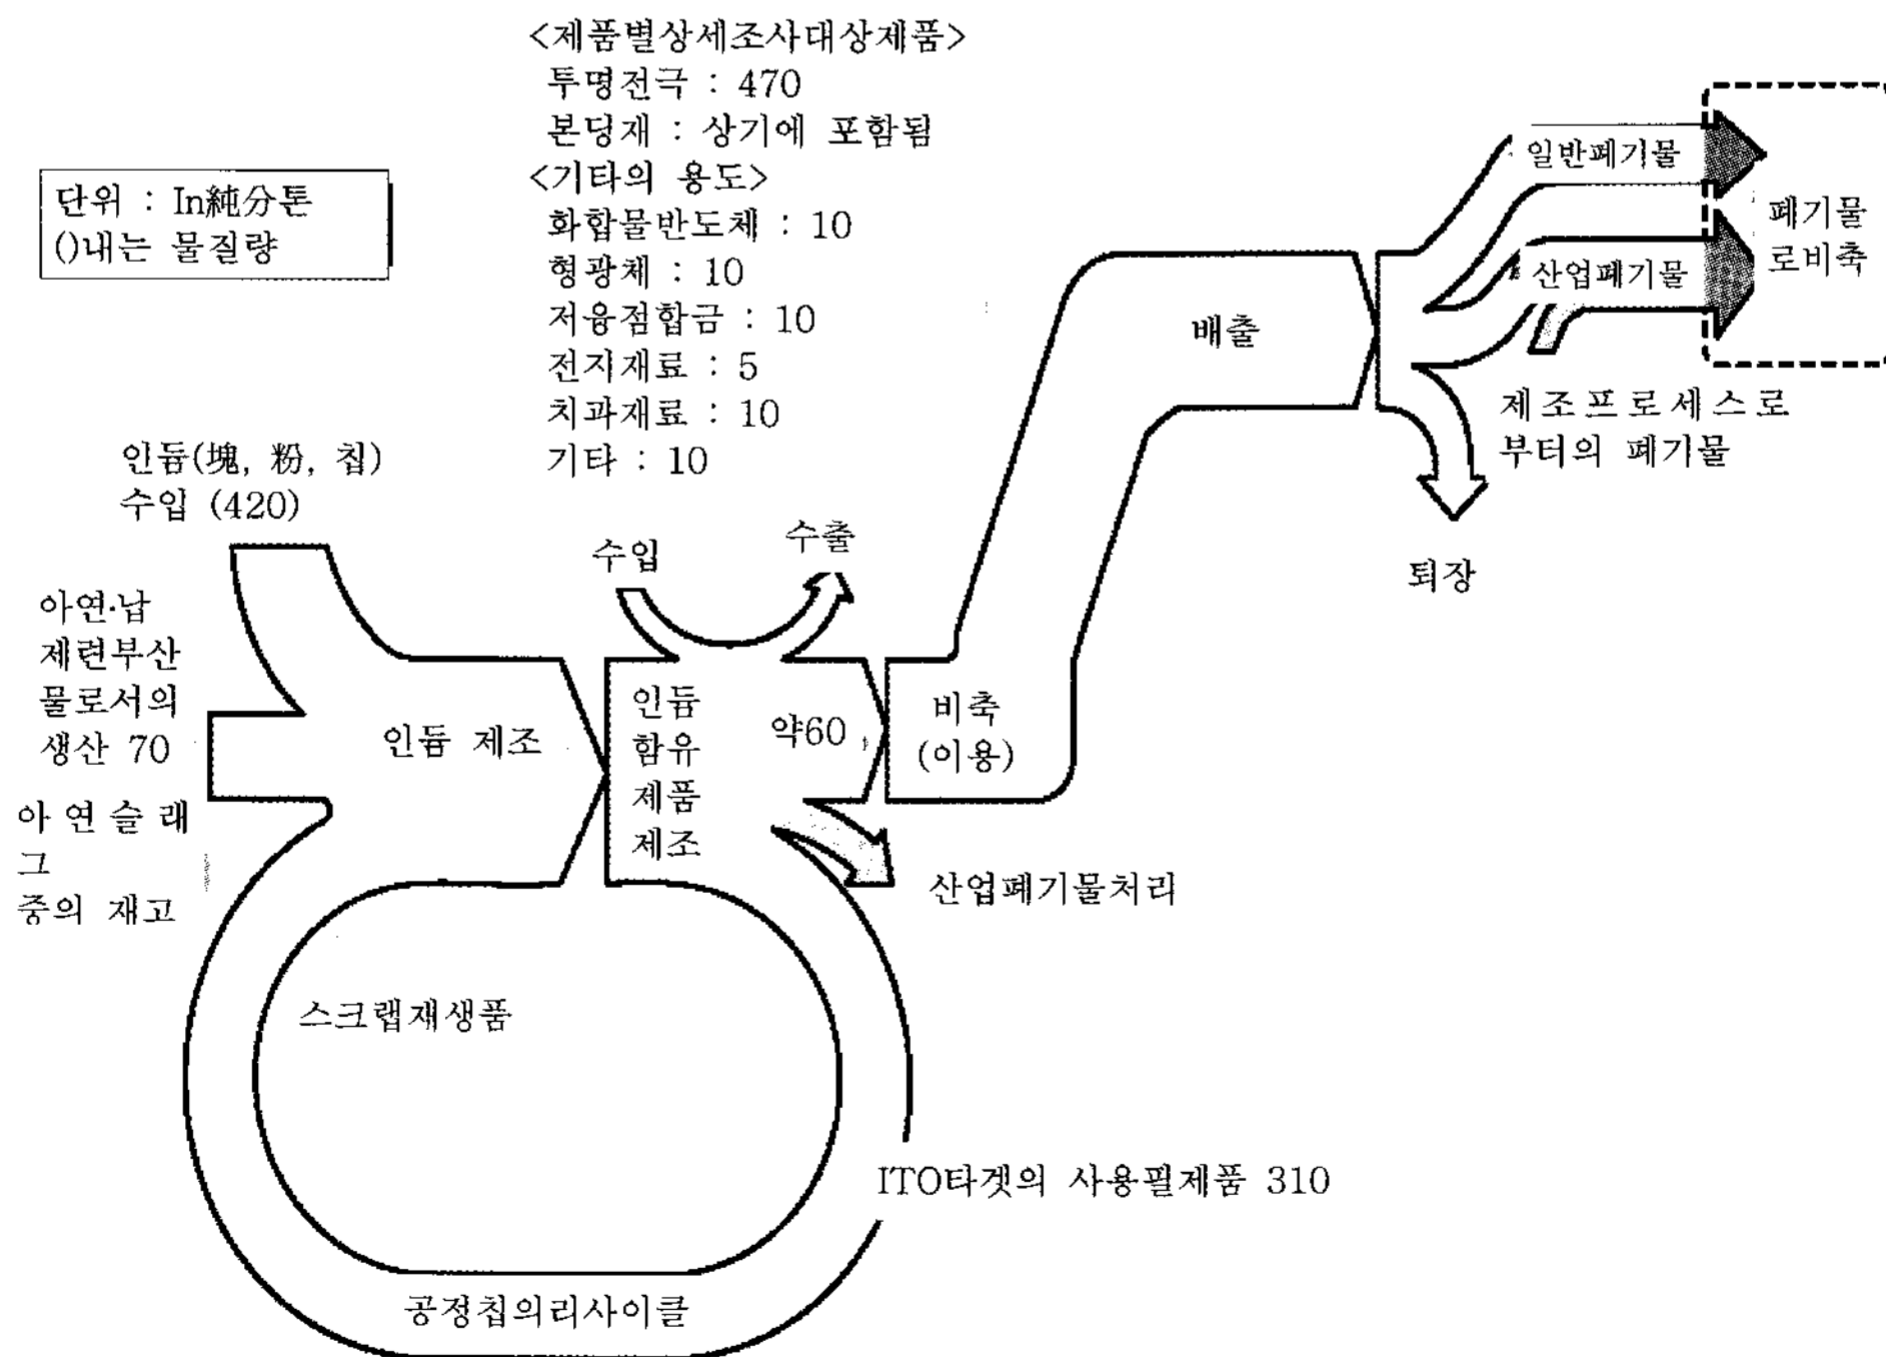 <제품별상세조사대상제품>
투명전극 : 470
본딩재 : 상기에 포함됨
<기타의 용도>
화합물반도체 : 10
형광체 : 10
저융점합금 : 10
전지재료 : 5
치과재료 : 10
기타 : 10
단위 : In純分톤
()내는 물질량
일반폐기물
산업폐기물
폐기물
로비축
배출
제조프로세스로
부터의 폐기물
퇴장
인듐(塊, 粉, 칩)
수입 (420)
수입
수출
아연·납
제련부산
물로서의
생산 70
아연슬래
그
중의 재고
인듐 제조
인듐
함유
제품
제조
약60
비축
(이용)
산업폐기물처리
스크랩재생품
ITO타겟의 사용필제품 310
공정칩의리사이클